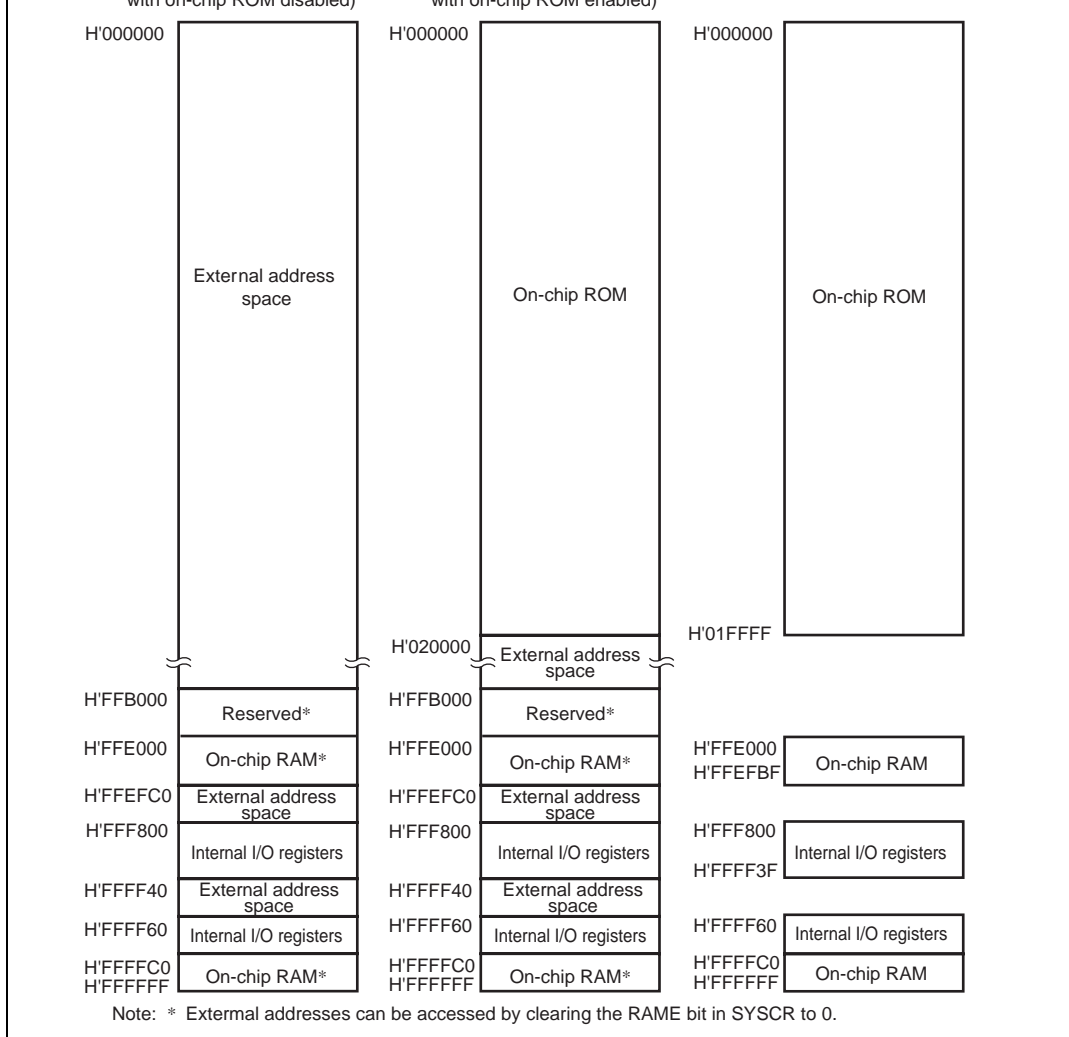 with on-chip ROM disabled)
with on-chip ROM enabled)
H'000000
External address
space
H'FFB000
Reserved*
H'FFE000
On-chip RAM*
H'FFEFC0
External address
space
H'FFF800
Internal I/O registers
H'FFFF40
External address
space
H'FFFF60
Internal I/O registers
H'FFFFC0
On-chip RAM*
H'FFFFFF
H'000000
On-chip ROM
H'020000
External address
space
H'FFB000
Reserved*
H'FFE000
On-chip RAM*
H'FFEFC0
External address
space
H'FFF800
Internal I/O registers
H'FFFF40
External address
space
H'FFFF60
Internal I/O registers
H'FFFFC0
On-chip RAM*
H'FFFFFF
H'000000
On-chip ROM
H'01FFFF
H'FFE000
On-chip RAM
H'FFEFBF
H'FFF800
Internal I/O registers
H'FFFF3F
H'FFFF60
Internal I/O registers
H'FFFFC0
On-chip RAM
H'FFFFFF
Note: * Extermal addresses can be accessed by clearing the RAME bit in SYSCR to 0.